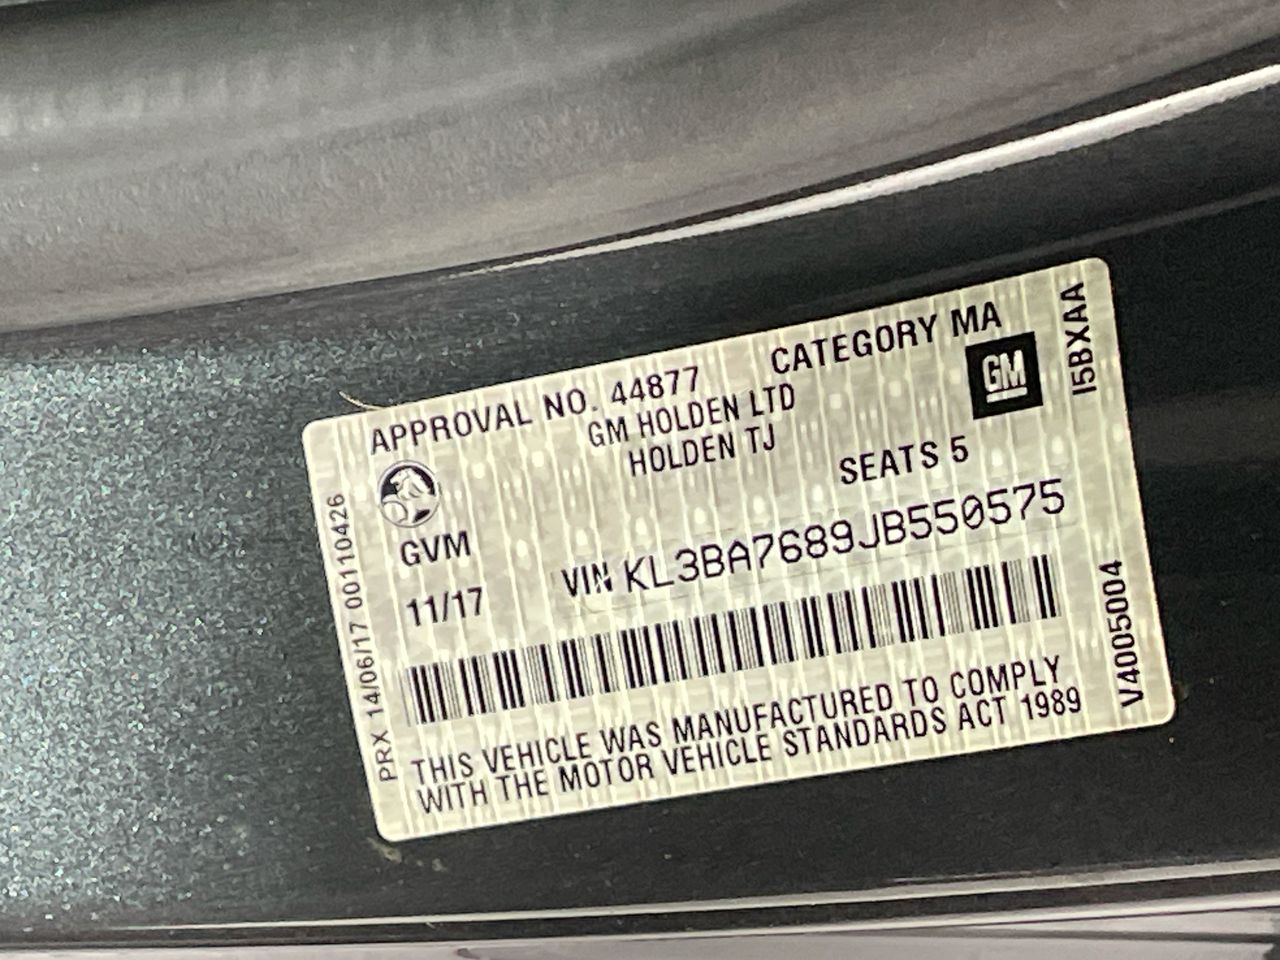 APPROVAL NO. 44877 CATEGORY MA
GM HOLDEN LTD
HOLDEN TJ
GM
I5BXAA
SEATS 5
GVM
11/17
VIN KL3BA7689JB550575
PRX 14/06/17 00110426
V4005004
THIS VEHICLE WAS MANUFACTURED TO COMPLY
WITH THE MOTOR VEHICLE STANDARDS ACT 1989